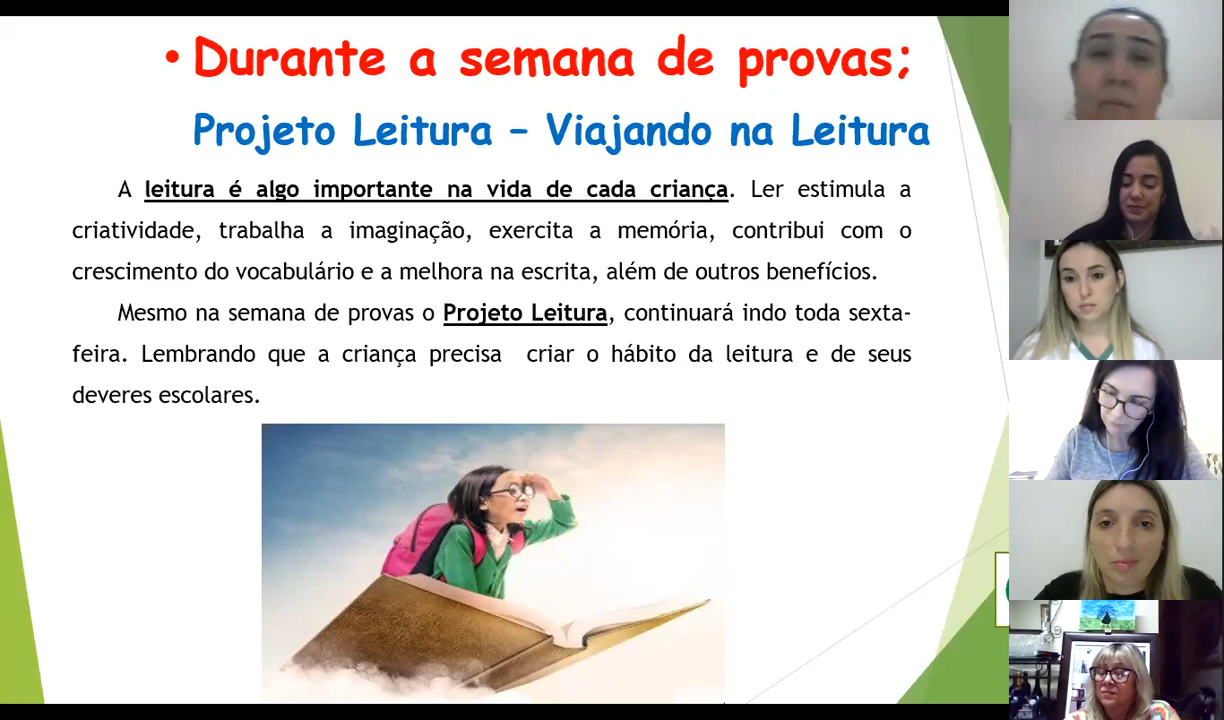 • Durante a semana de provas;
Projeto Leitura – Viajando na Leitura
A leitura é algo importante na vida de cada criança. Ler estimula a
criatividade, trabalha a imaginação, exercita a memória, contribui com o
crescimento do vocabulário e a melhora na escrita, além de outros benefícios.
Mesmo na semana de provas o Projeto Leitura, continuará indo toda sexta-
feira. Lembrando que a criança precisa criar o hábito da leitura e de seus
deveres escolares.